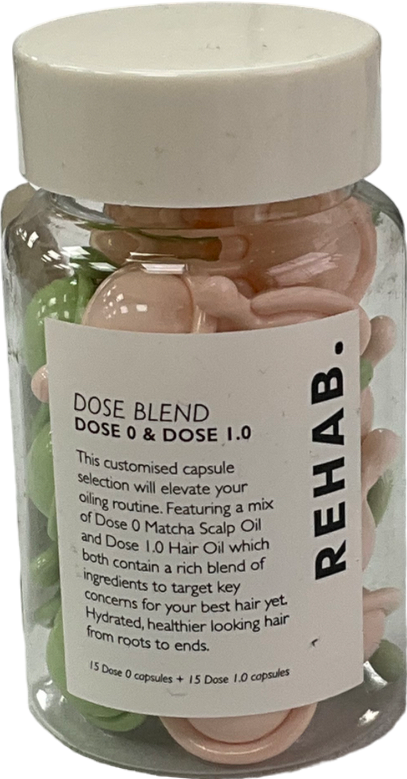 DOSE BLEND
DOSE 0 & DOSE 1.0
This customised capsule
selection will elevate your
oiling routine. Featuring a mix
of Dose 0 Matcha Scalp Oil
and Dose 1.0 Hair Oil which
both contain a rich blend of
ingredients to target key
concerns for your best hair yet.
Hydrated, healthier looking hair
from roots to ends.
15 Dose 0 capsules + 15 Dose 1.0 capsules
REHAB.